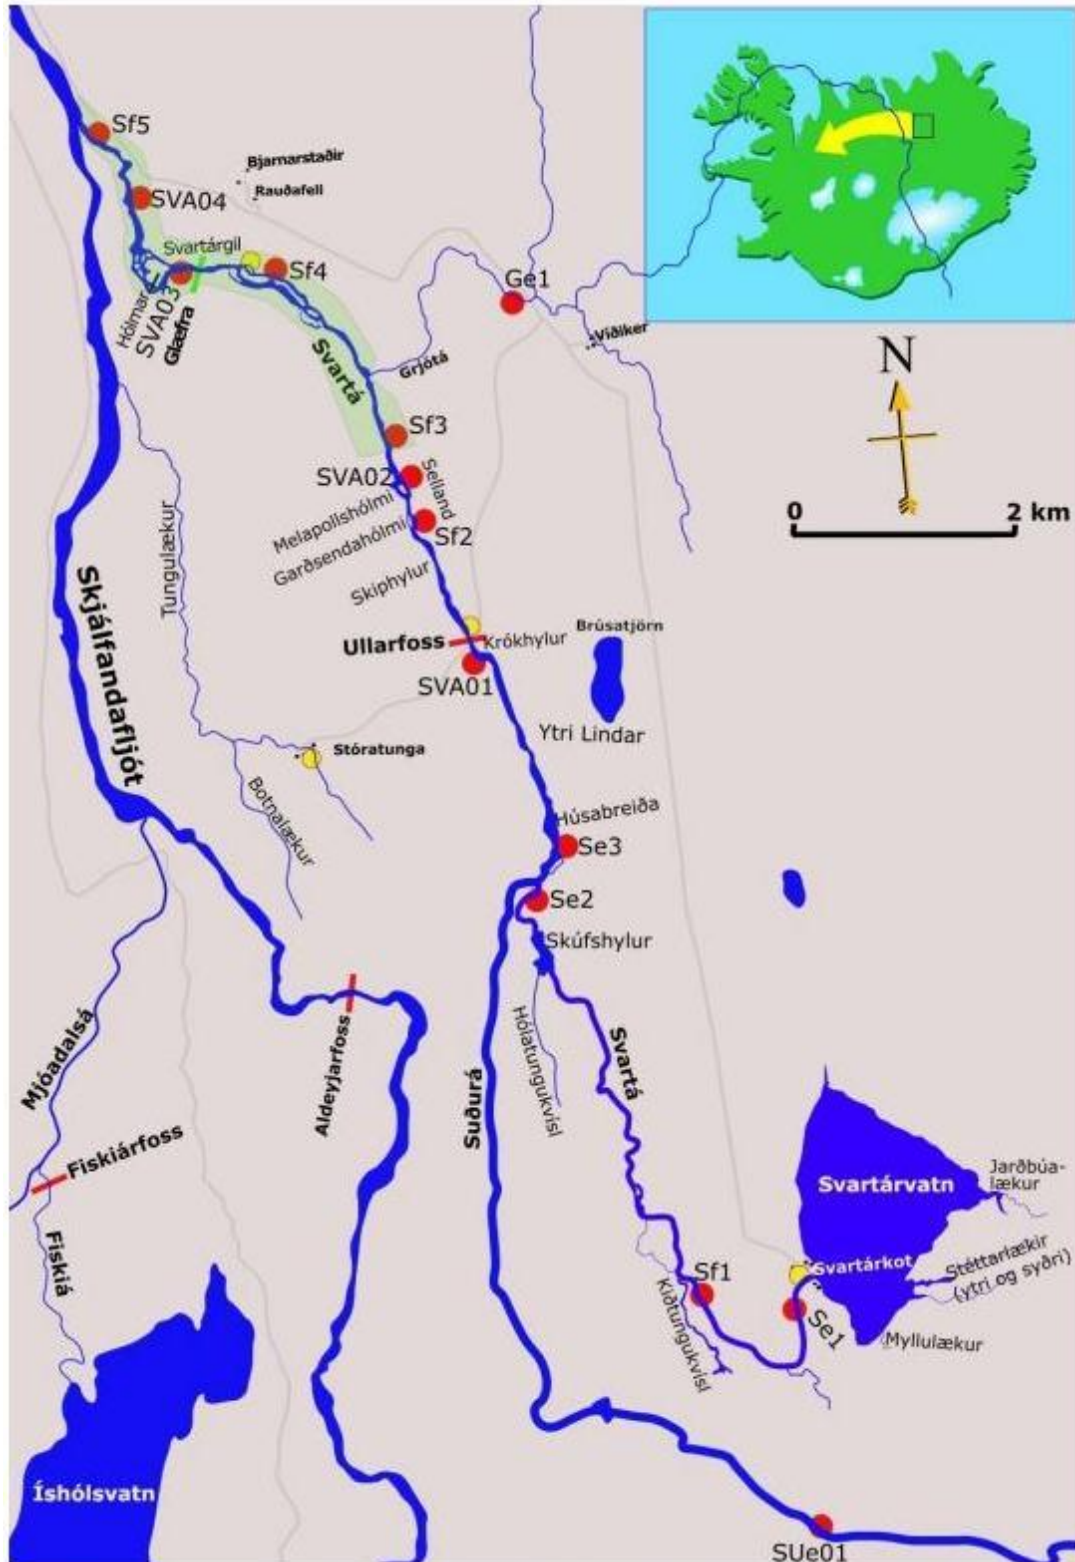 Sf5
Bjarnarstaðir
Rauðafell
SVA04
Svartárgil
Sf4
Ge1
Hólmar
SVA03
Glæfra
Víðiker
N
Svartá
Grjótá
Sf3
SVA02
Selland
0 2 km
Melapollshólmi
Garðsendahólmi
Sf2
Tungulækur
Skiphylur
Skjálfandafljót
Ullarfoss
Krókhylur
Brúsatjörn
SVA01
Ytri Lindar
Stóratunga
Botnalækur
Húsabreiða
Se3
Se2
Skúfshylur
Mjóadalsá
Aldeyjarfoss
Hólatungukvísl
Suðurá
Svartá
Fiskiárfoss
Svartárvatn
Jarðbúa-
lækur
Fiskiá
Svartárkot
Stéttarlækir
(ytri og syðri)
Sf1
Se1
Kiðtungukvísl
Myllulækur
Íshólsvatn
SUe01